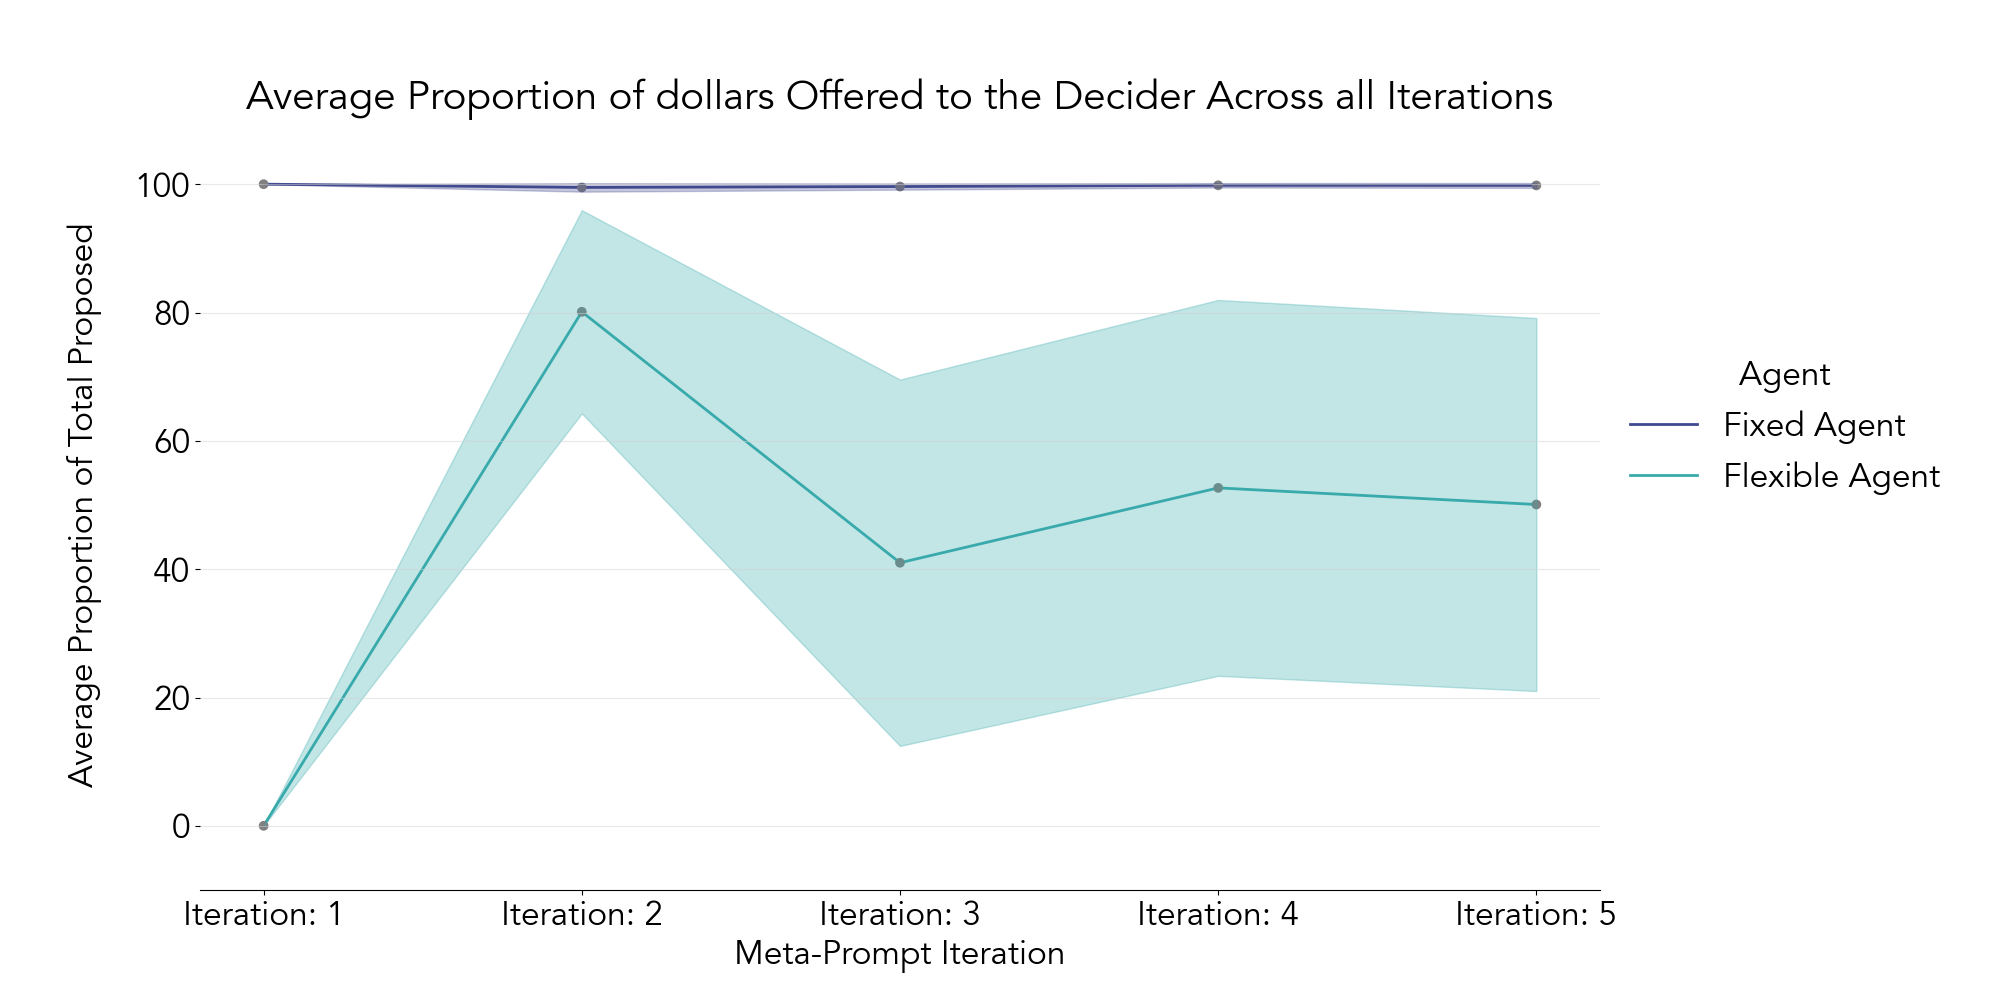 Average Proportion of dollars Offered to the Decider Across all Iterations
Average Proportion of Total Proposed
100
80
60
40
20
0
Iteration: 1
Iteration: 2
Iteration: 3
Iteration: 4
Iteration: 5
Meta-Prompt Iteration
Agent
Fixed Agent
Flexible Agent